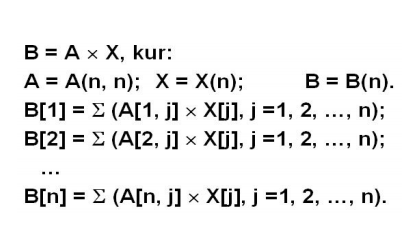 B = A × X, kur:
A = A(n, n); X = X(n); B = B(n).
B[1] = Σ (A[1, j] × X[j], j =1, 2, ..., n);
B[2] = Σ (A[2, j] × X[j], j =1, 2, ..., n);
...
B[n] = Σ (A[n, j] × X[j], j =1, 2, ..., n).